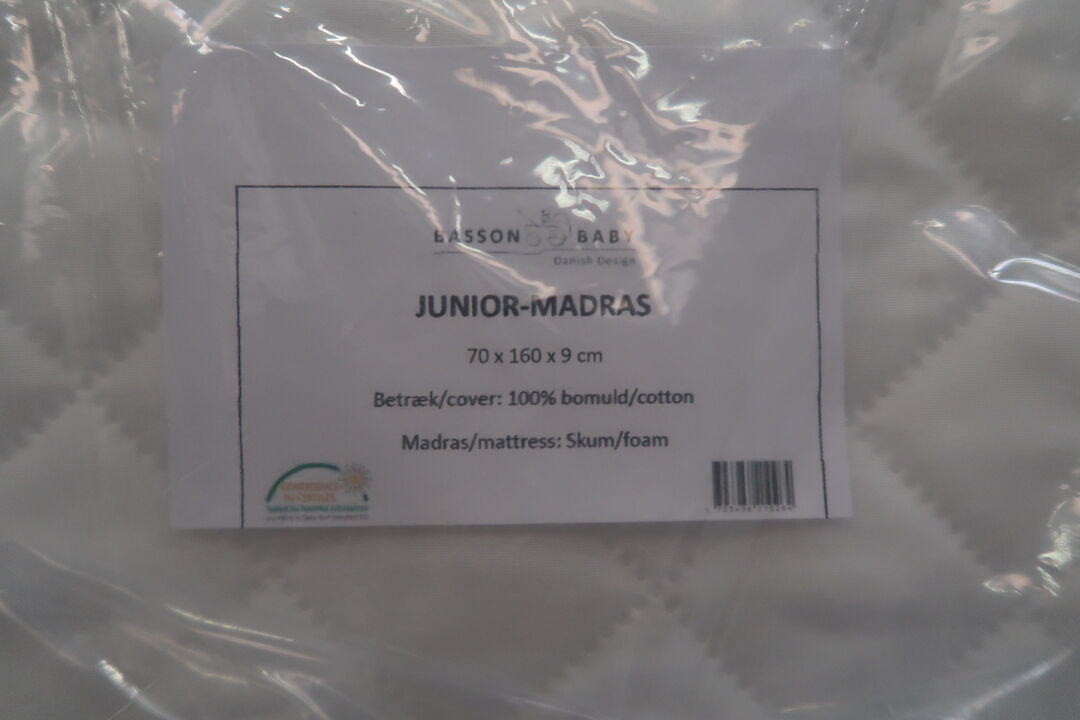 BASSON BABY
Danish Design
JUNIOR-MADRAS
70 x 160 x 9 cm
Betræk/cover: 100% bomuld/cotton
Madras/mattress: Skum/foam
CONFIDENCE
IN TEXTILES